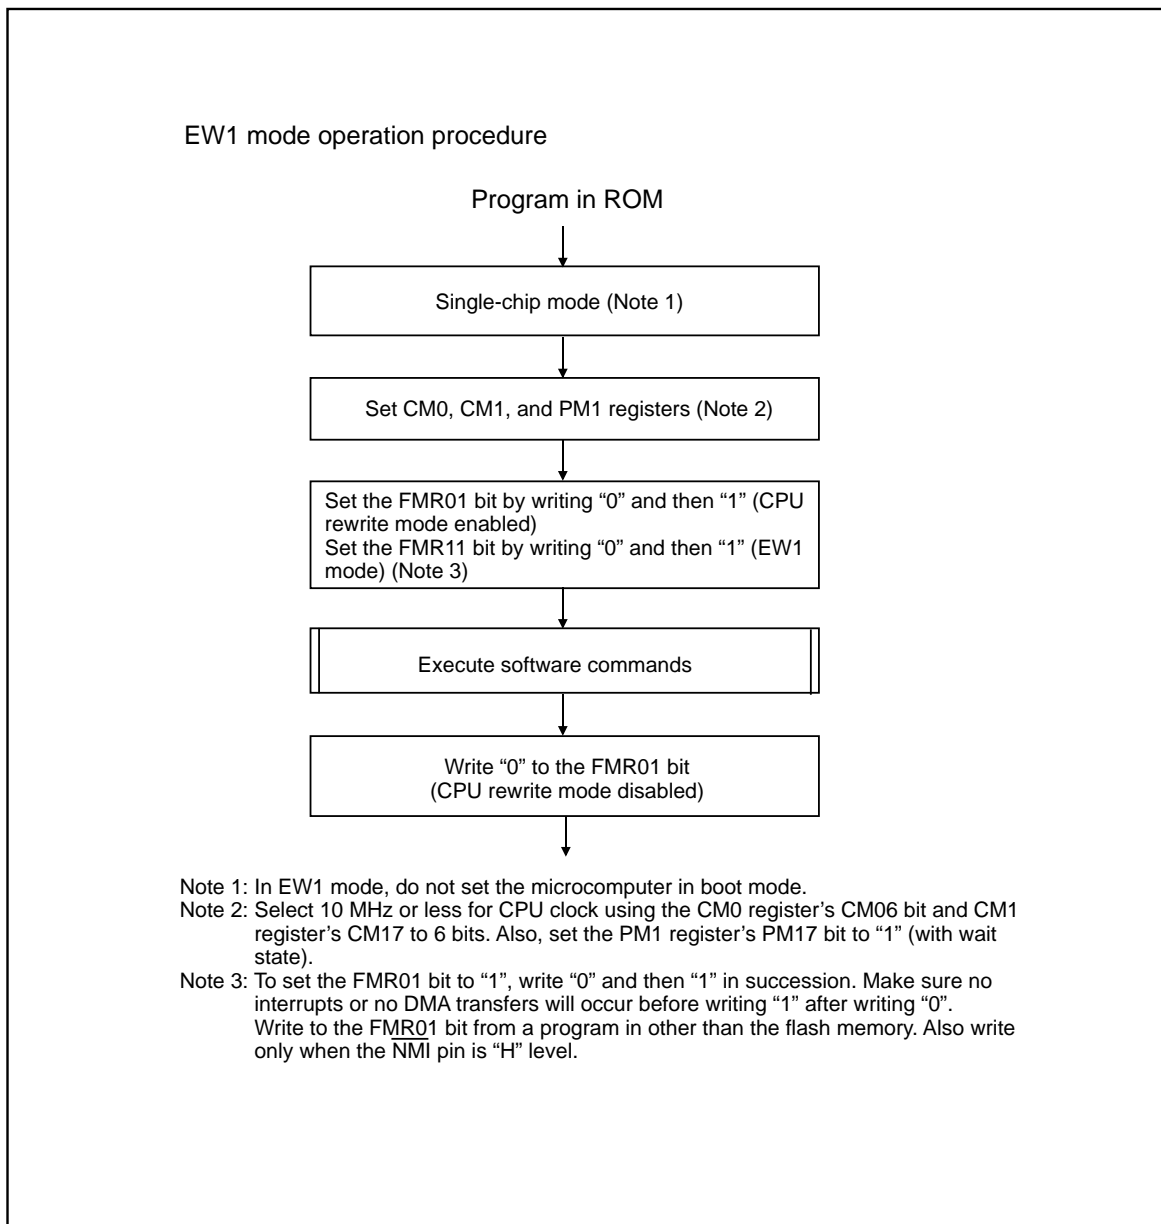 EW1 mode operation procedure
Program in ROM
Single-chip mode (Note 1)
Set CM0, CM1, and PM1 registers (Note 2)
Set the FMR01 bit by writing “0” and then “1” (CPU
rewrite mode enabled)
Set the FMR11 bit by writing “0” and then “1” (EW1
mode) (Note 3)
Execute software commands
Write “0” to the FMR01 bit
(CPU rewrite mode disabled)
Note 1: In EW1 mode, do not set the microcomputer in boot mode.
Note 2: Select 10 MHz or less for CPU clock using the CM0 register’s CM06 bit and CM1
register’s CM17 to 6 bits. Also, set the PM1 register’s PM17 bit to “1” (with wait
state).
Note 3: To set the FMR01 bit to “1”, write “0” and then “1” in succession. Make sure no
interrupts or no DMA transfers will occur before writing “1” after writing “0”.
Write to the FMR01 bit from a program in other than the flash memory. Also write
only when the N̅M̅I̅ pin is “H” level.